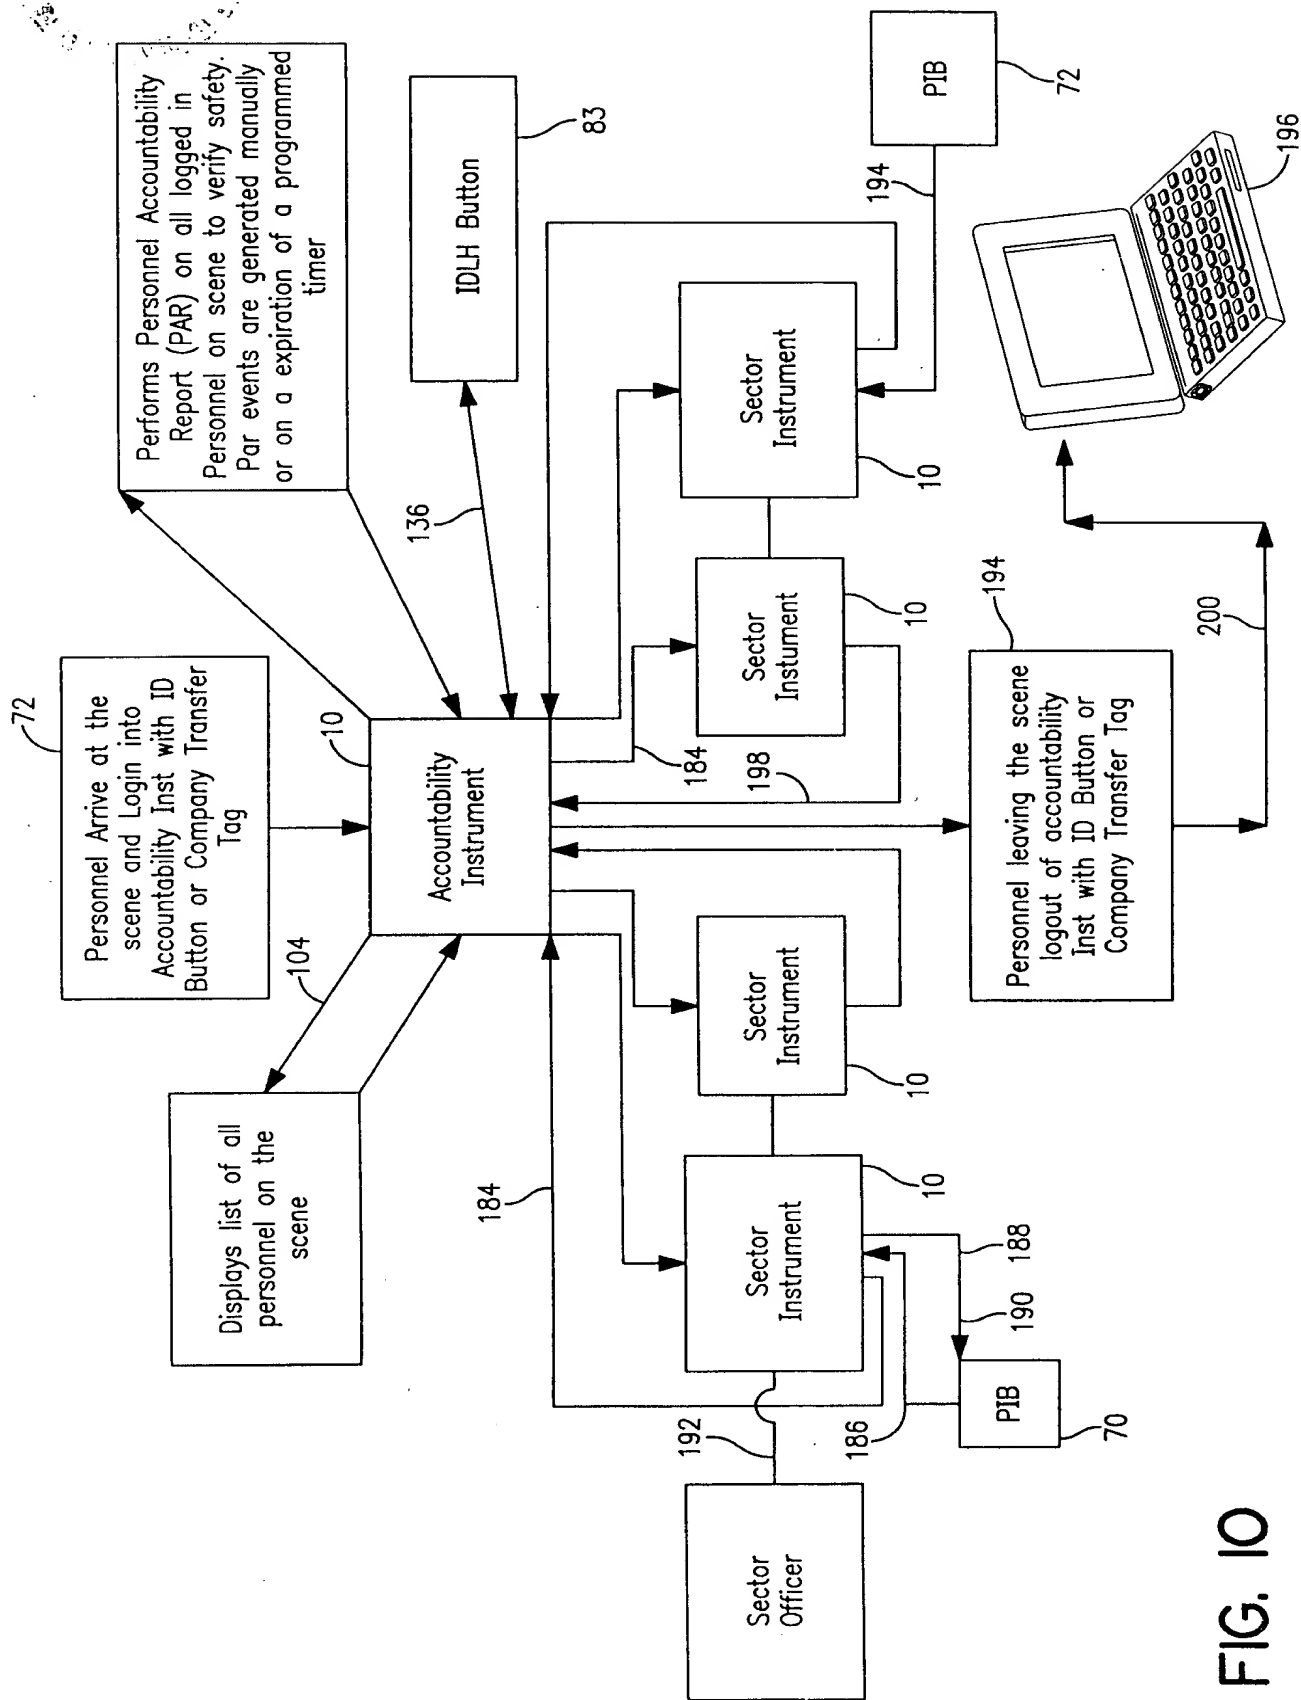 72
Personnel Arrive at the
scene and Login into
Accountability Inst with ID
Button or Company Transfer
Tag
Performs Personnel Accountability
Report (PAR) on all logged in
Personnel on scene to verify safety.
Par events are generated manually
or on a expiration of a programmed
timer
Displays list of all
personnel on the
scene
104
10
Accountability
Instrument
136
IDLH Button
83
184
184
198
Sector
Officer
192
Sector
Instrument
10
Sector
Instrument
10
Sector
Instument
10
Sector
Instrument
10
PIB
72
194
186
188
190
PIB
70
Personnel leaving the scene
logout of accountability
Inst with ID Button or
Company Transfer Tag
194
200
196
FIG. 10